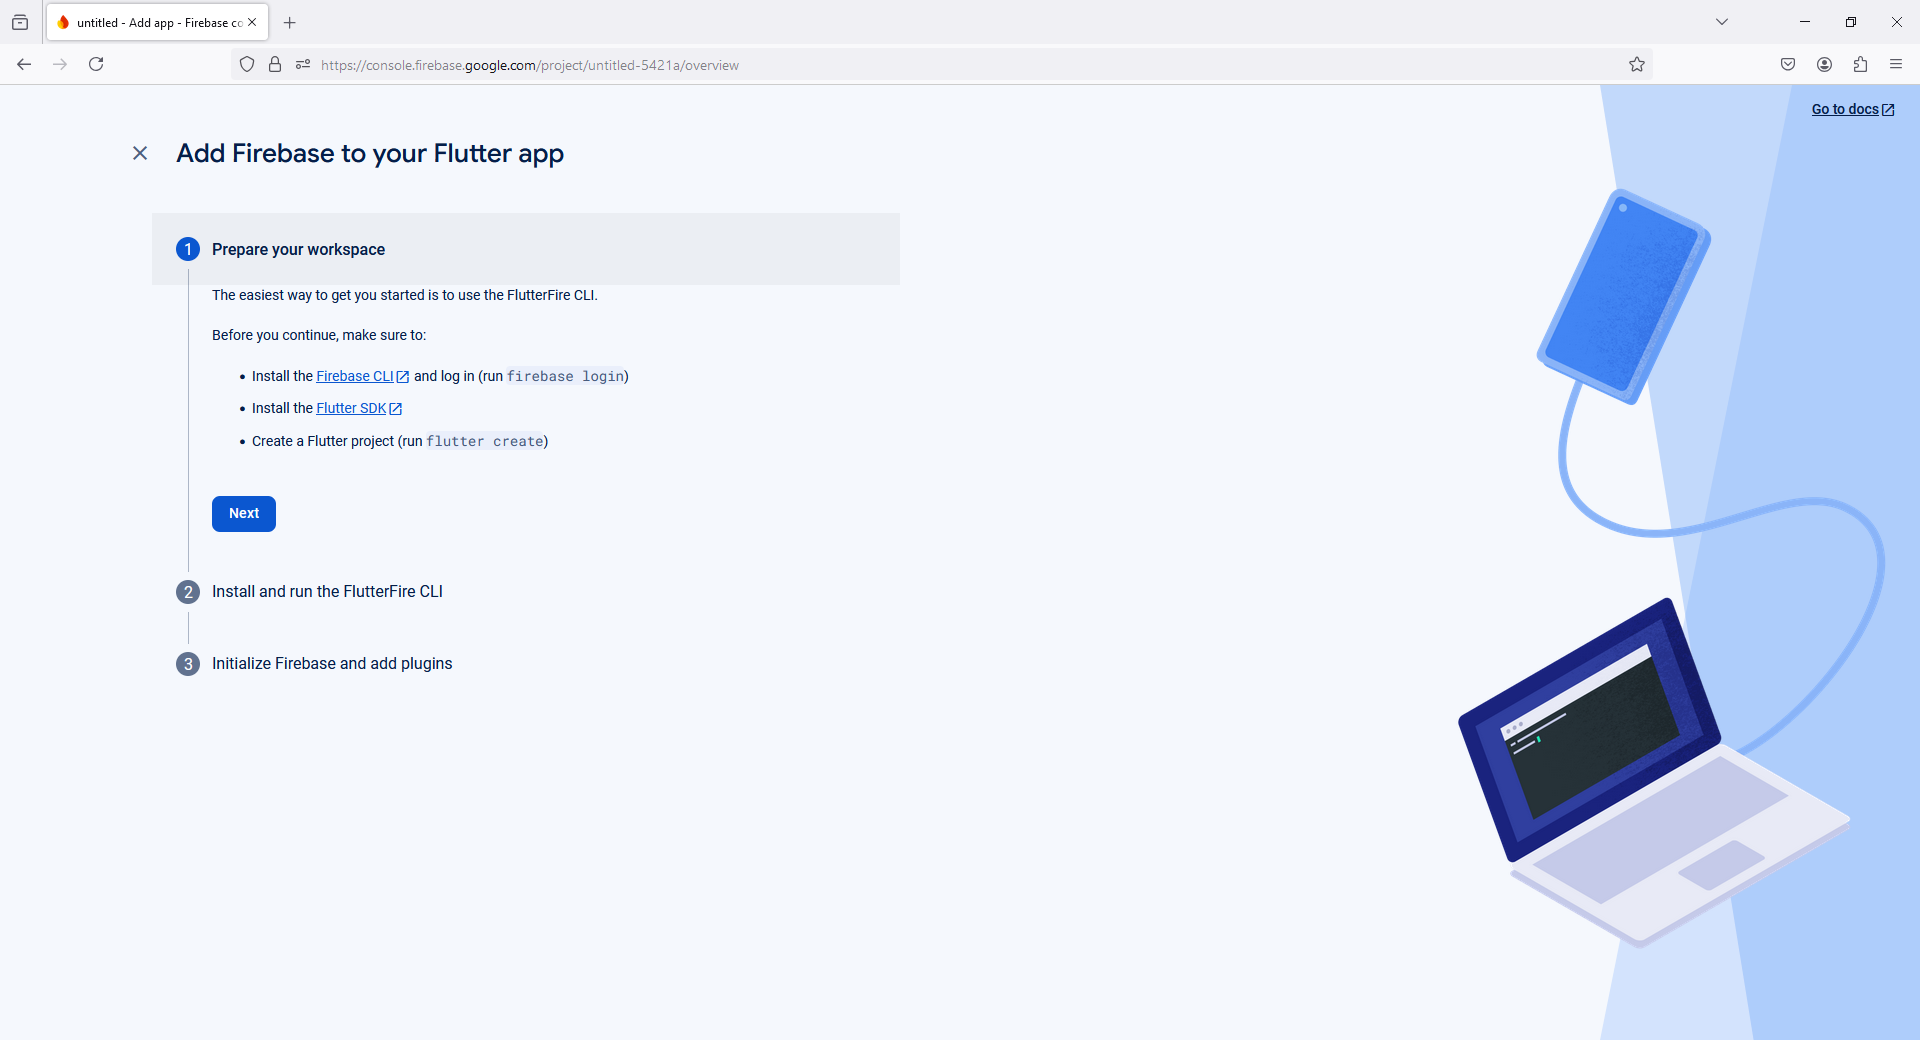 untitled - Add app - Firebase co
https://console.firebase.google.com/project/untitled-5421a/overview
Go to docs
Add Firebase to your Flutter app
1 Prepare your workspace
The easiest way to get you started is to use the FlutterFire CLI.
Before you continue, make sure to:
• Install the Firebase CLI and log in (run firebase login)
• Install the Flutter SDK
• Create a Flutter project (run flutter create)
Next
2 Install and run the FlutterFire CLI
3 Initialize Firebase and add plugins